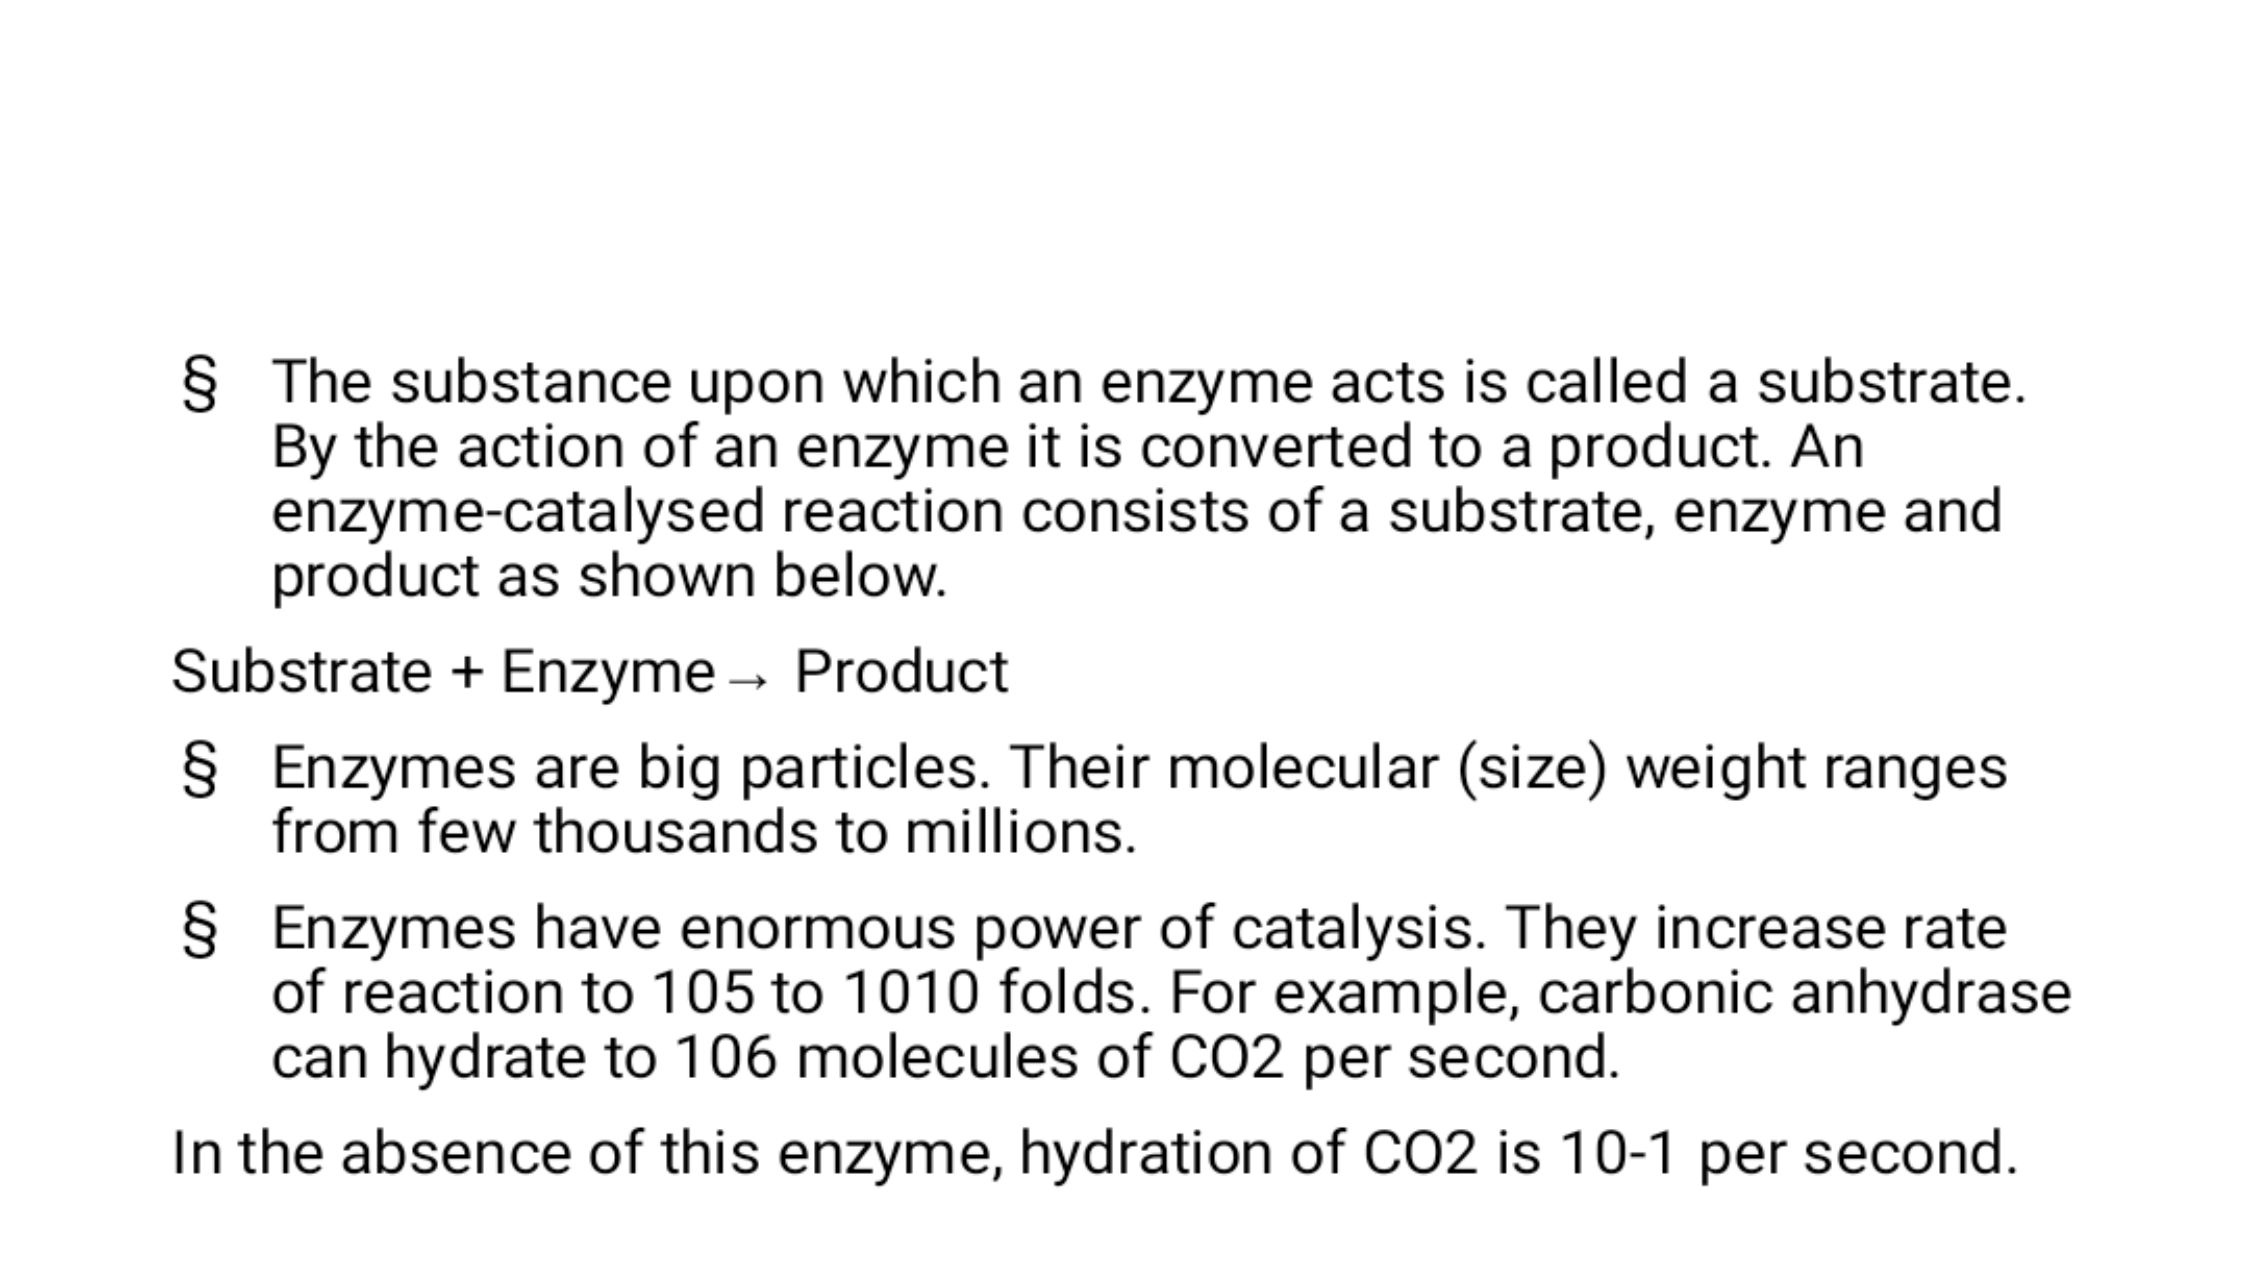 § The substance upon which an enzyme acts is called a substrate.
By the action of an enzyme it is converted to a product. An
enzyme-catalysed reaction consists of a substrate, enzyme and
product as shown below.
Substrate + Enzyme → Product
§ Enzymes are big particles. Their molecular (size) weight ranges
from few thousands to millions.
§ Enzymes have enormous power of catalysis. They increase rate
of reaction to 105 to 1010 folds. For example, carbonic anhydrase
can hydrate to 106 molecules of CO2 per second.
In the absence of this enzyme, hydration of CO2 is 10-1 per second.